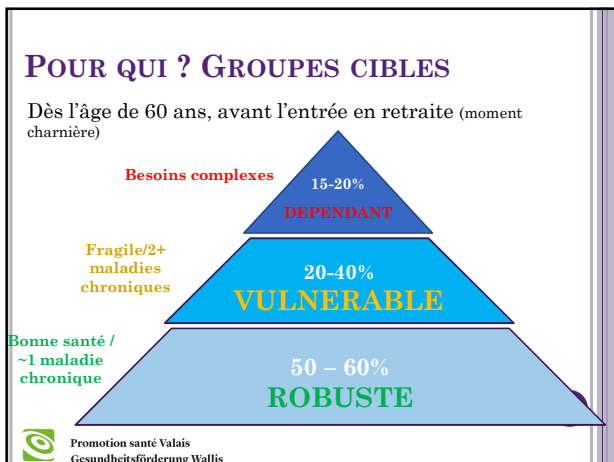 POUR QUI ? GROUPES CIBLES
Dès l'âge de 60 ans, avant l'entrée en retraite (moment
charnière)
Besoins complexes
15-20%
DEPENDANT
Fragile/2+
maladies
chroniques
20-40%
VULNERABLE
Bonne santé /
~1 maladie
chronique
50 – 60%
ROBUSTE
Promotion santé Valais
Gesundheitsförderung Wallis